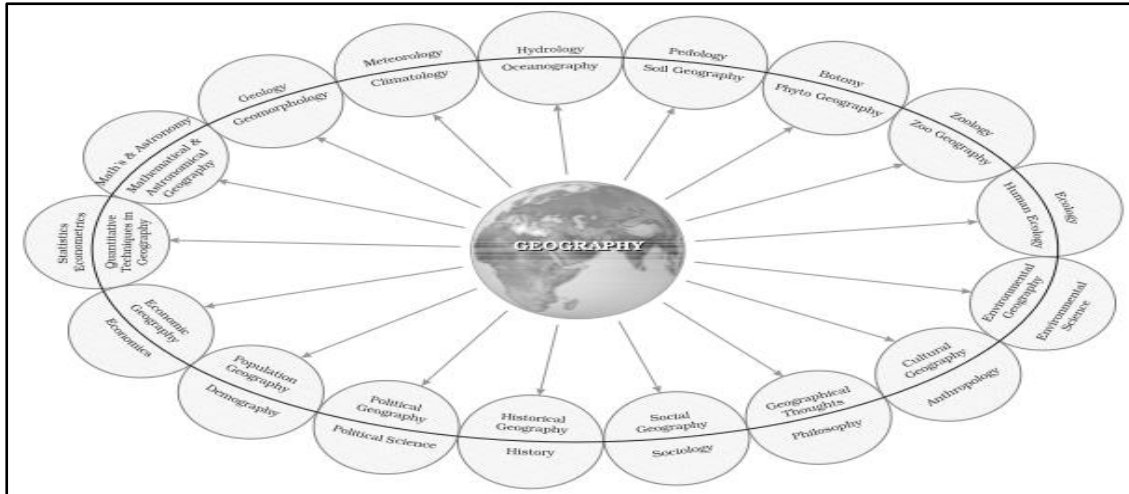 Hydrology
Oceanography
Pedology
Soil Geography
Botony
Phyto Geography
Zoology
Zoo Geography
Ecology
Human Ecology
Environmental
Geography
Environmental
Science
Cultural
Geography
Anthropology
Geographical
Thoughts
Philosophy
Social
Geography
Sociology
Historical
Geography
History
Political
Geography
Political Science
Population
Geography
Demography
Economic
Geography
Economics
Statistics
Econometrics
Quantitative
Techniques in
Geography
Math's & Astronomy
Mathematical &
Astronomical
Geography
Geology
Geomorphology
Meteorology
Climatology
GEOGRAPHY